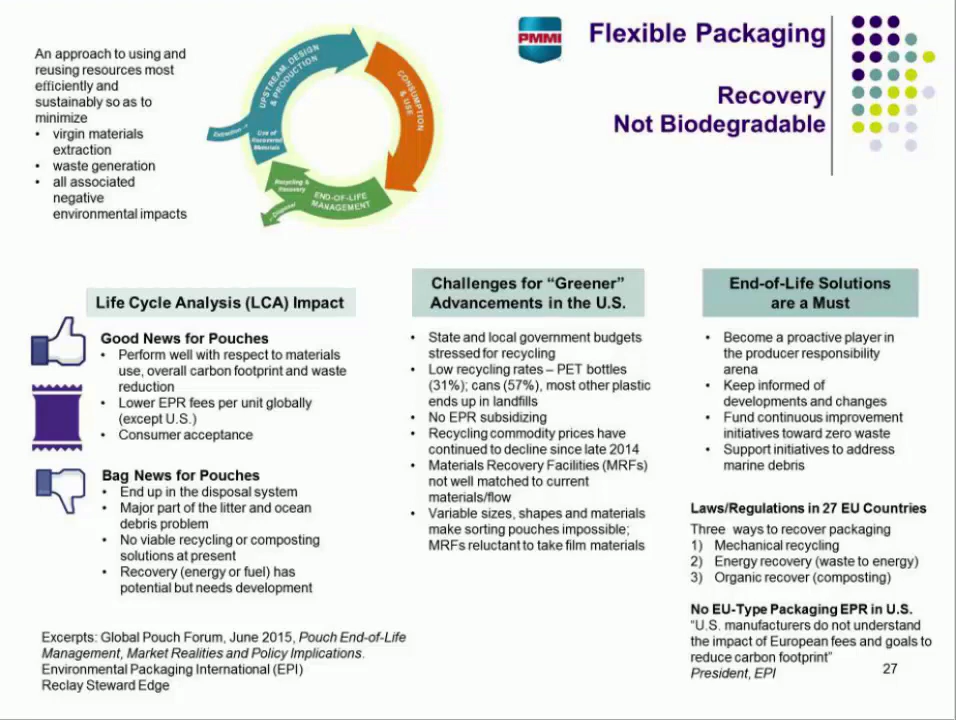 An approach to using and
reusing resources most
efficiently and
sustainably so as to
minimize
• virgin materials
extraction
• waste generation
• all associated
negative
environmental impacts
UPSTREAM, DESIGN
& PRODUCTION
CONSUMPTION
& USE
Extraction
Use of
Recovered
Materials
Recycling &
Recovery
END-OF-LIFE
MANAGEMENT
Disposal
PMMI
Flexible Packaging
Recovery
Not Biodegradable
Life Cycle Analysis (LCA) Impact
Good News for Pouches
• Perform well with respect to materials
use, overall carbon footprint and waste
reduction
• Lower EPR fees per unit globally
(except U.S.)
• Consumer acceptance
Bag News for Pouches
• End up in the disposal system
• Major part of the litter and ocean
debris problem
• No viable recycling or composting
solutions at present
• Recovery (energy or fuel) has
potential but needs development
Challenges for “Greener”
Advancements in the U.S.
• State and local government budgets
stressed for recycling
• Low recycling rates – PET bottles
(31%); cans (57%), most other plastic
ends up in landfills
• No EPR subsidizing
• Recycling commodity prices have
continued to decline since late 2014
• Materials Recovery Facilities (MRFs)
not well matched to current
materials/flow
• Variable sizes, shapes and materials
make sorting pouches impossible;
MRFs reluctant to take film materials
End-of-Life Solutions
are a Must
• Become a proactive player in
the producer responsibility
arena
• Keep informed of
developments and changes
• Fund continuous improvement
initiatives toward zero waste
• Support initiatives to address
marine debris
Laws/Regulations in 27 EU Countries
Three ways to recover packaging
1) Mechanical recycling
2) Energy recovery (waste to energy)
3) Organic recover (composting)
No EU-Type Packaging EPR in U.S.
“U.S. manufacturers do not understand
the impact of European fees and goals to
reduce carbon footprint”
President, EPI
Excerpts: Global Pouch Forum, June 2015, Pouch End-of-Life
Management, Market Realities and Policy Implications.
Environmental Packaging International (EPI)
Reclay Steward Edge
27